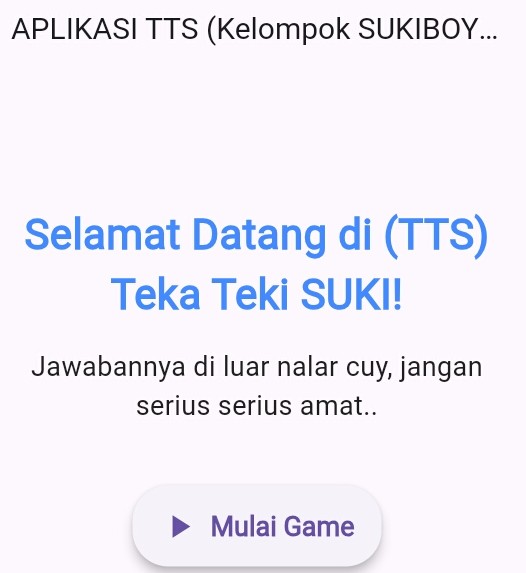 APLIKASI TTS (Kelompok SUKIBOY...
Selamat Datang di (TTS)
Teka Teki SUKI!
Jawabannya di luar nalar cuy, jangan
serius serius amat..
Mulai Game